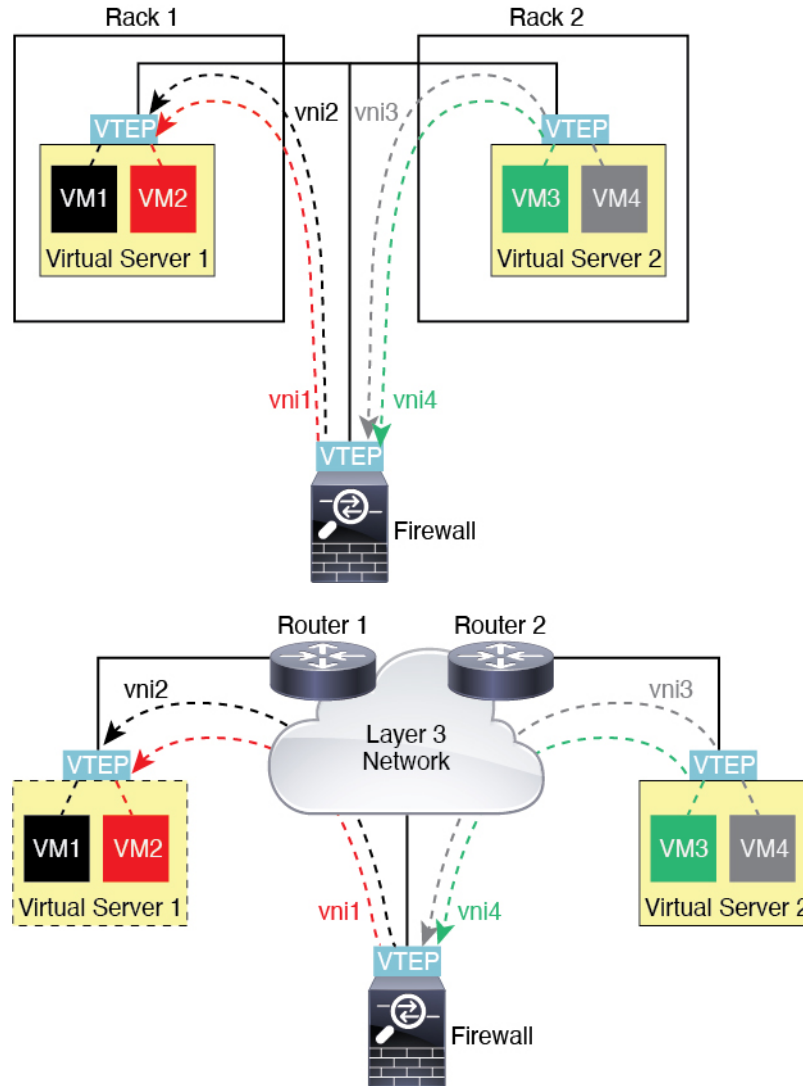 Rack 1
Rack 2
vni2
vni3
VTEP
VTEP
VM1
VM2
VM3
VM4
Virtual Server 1
Virtual Server 2
vni1
vni4
VTEP
Firewall
Router 1
Router 2
vni2
vni3
Layer 3
Network
VTEP
VTEP
VM1
VM2
VM3
VM4
Virtual Server 1
Virtual Server 2
vni1
vni4
VTEP
Firewall